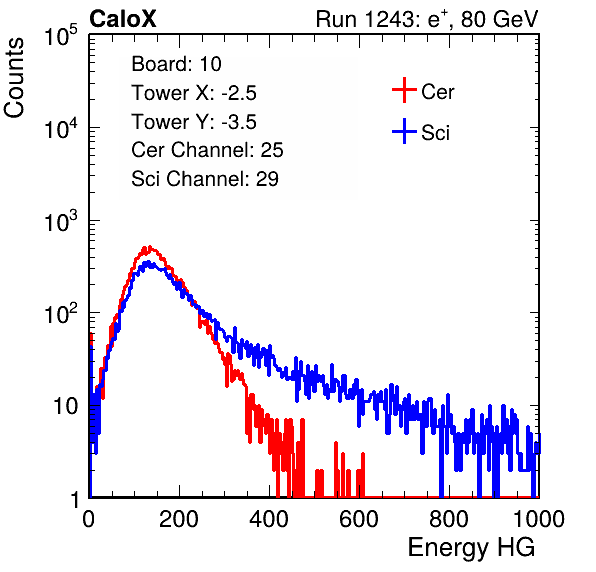 CaloX Run 1243: e⁺, 80 GeV
Counts
10⁵
10⁴
10³
10²
10
1
Board: 10
Tower X: -2.5
Tower Y: -3.5
Cer Channel: 25
Sci Channel: 29
Cer
Sci
0 200 400 600 800 1000
Energy HG